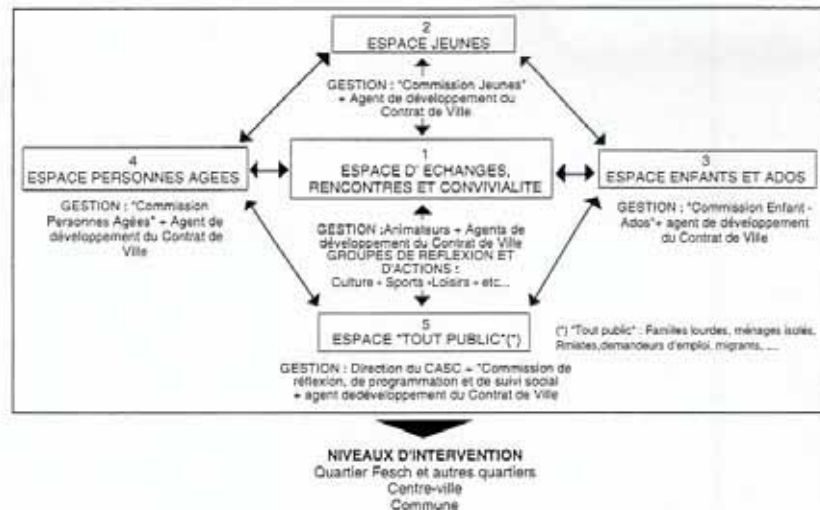 2
ESPACE JEUNES
GESTION : "Commission Jeunes"
+ Agent de développement du
Contrat de Ville
4
ESPACE PERSONNES AGEES
1
ESPACE D' ECHANGES,
RENCONTRES ET CONVIVIALITE
3
ESPACE ENFANTS ET ADOS
GESTION : "Commission
Personnes Agées" + Agent de
développement du Contrat de
Ville
GESTION :Animateurs + Agents de
développement du Contrat de Ville
GROUPES DE REFLEXION ET
D'ACTIONS :
Culture - Sports -Loisirs - etc...
GESTION : "Commission Enfant -
Ados"+ agent de développement
du Contrat de Ville
5
ESPACE "TOUT PUBLIC"(*)
(*) "Tout public" : Familles lourdes, ménages isolés,
Rmistes,demandeurs d'emploi, migrants, ....
GESTION : Direction du CASC + "Commission de
réflexion, de programmation et de suivi social
+ agent dedéveloppement du Contrat de Ville
NIVEAUX D'INTERVENTION
Quartier Fesch et autres quartiers
Centre-ville
Commune